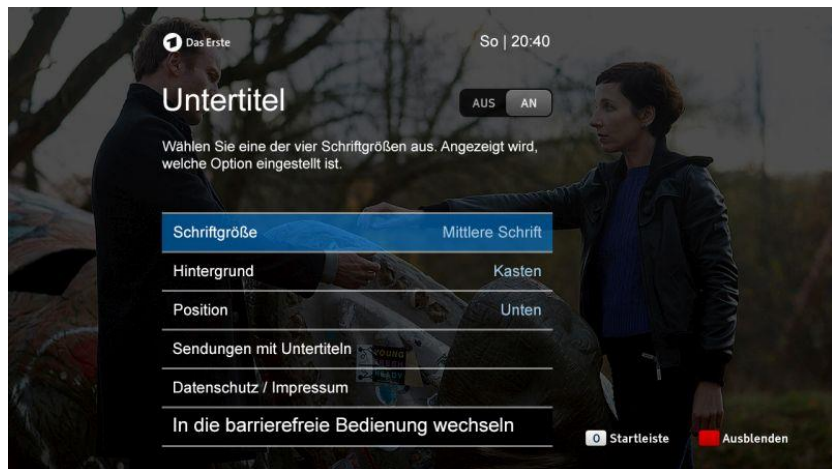 1 Das Erste
So | 20:40
Untertitel
AUS AN
Wählen Sie eine der vier Schriftgrößen aus. Angezeigt wird,
welche Option eingestellt ist.
Schriftgröße Mittlere Schrift
Hintergrund Kasten
Position Unten
Sendungen mit Untertiteln
Datenschutz / Impressum
In die barrierefreie Bedienung wechseln
0 Startleiste Ausblenden